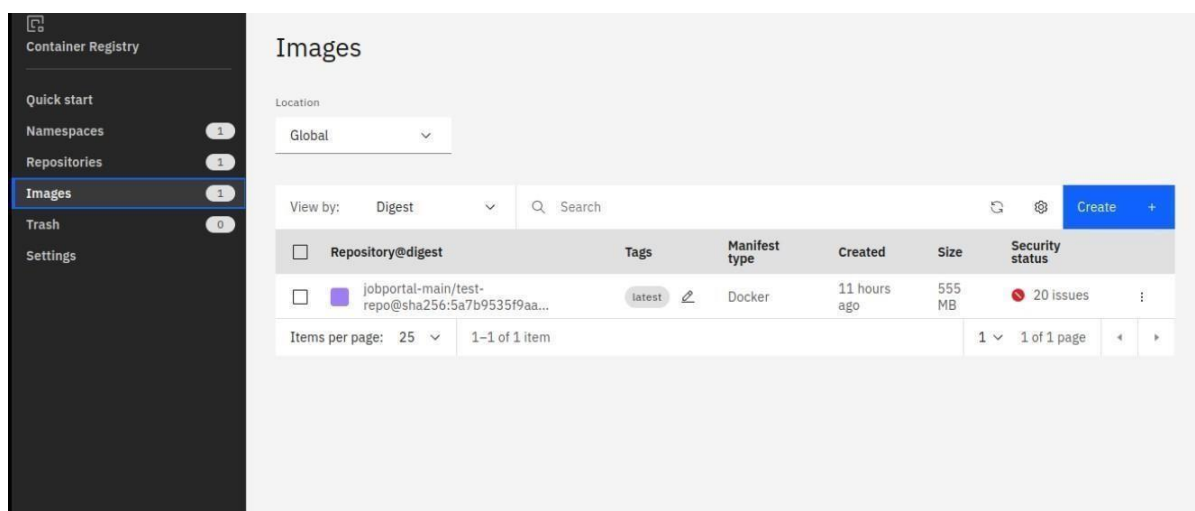 Container Registry
Quick start
Namespaces 1
Repositories 1
Images 1
Trash 0
Settings
Images
Location
Global
View by: Digest Search Create +
Repository@digest Tags Manifest type Created Size Security status
jobportal-main/test-
repo@sha256:5a7b9535f9aa... latest Docker 11 hours ago 555 MB 20 issues
Items per page: 25 1–1 of 1 item 1 1 of 1 page